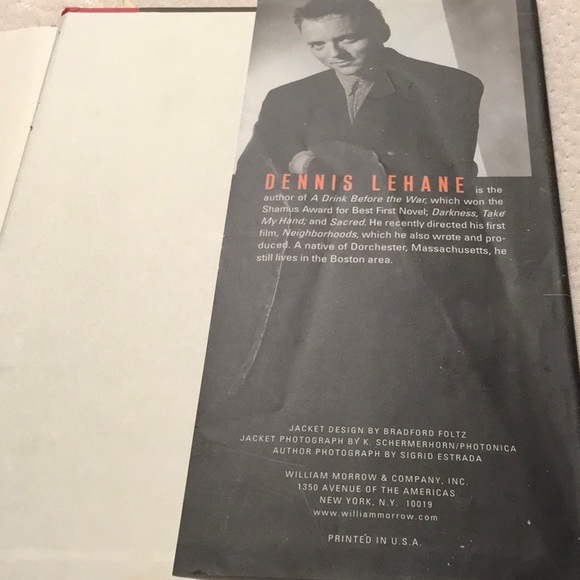 DENNIS LEHANE is the
author of A Drink Before the War, which won the
Shamus Award for Best First Novel; Darkness, Take
My Hand; and Sacred. He recently directed his first
film, Neighborhoods, which he also wrote and pro-
duced. A native of Dorchester, Massachusetts, he
still lives in the Boston area.
JACKET DESIGN BY BRADFORD FOLTZ
JACKET PHOTOGRAPH BY K. SCHERMERHORN/PHOTONICA
AUTHOR PHOTOGRAPH BY SIGRID ESTRADA
WILLIAM MORROW & COMPANY, INC.
1350 AVENUE OF THE AMERICAS
NEW YORK, N.Y. 10019
www.williammorrow.com
PRINTED IN U.S.A.